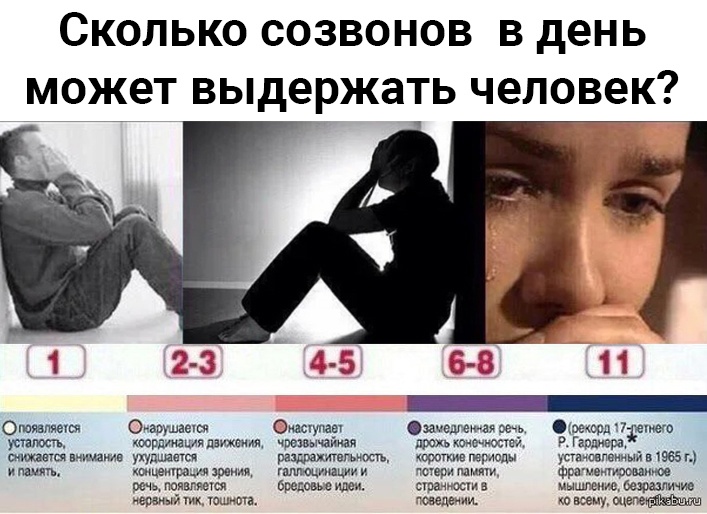 Сколько созвонов в день
может выдержать человек?
1
2-3
4-5
6-8
11
появляется
усталость,
снижается внимание
и память.
нарушается
координация движения,
ухудшается
концентрация зрения,
речь, появляется
нервный тик, тошнота.
наступает
чрезвычайная
раздражительность,
галлюцинации и
бредовые идеи.
замедленная речь,
дрожь конечностей,
короткие периоды
потери памяти,
странности в
поведении.
(рекорд 17-летнего
Р. Гарднера,*
установленный в 1965 г.)
фрагментированное
мышление, безразличие
ко всему,
pikabu.ru